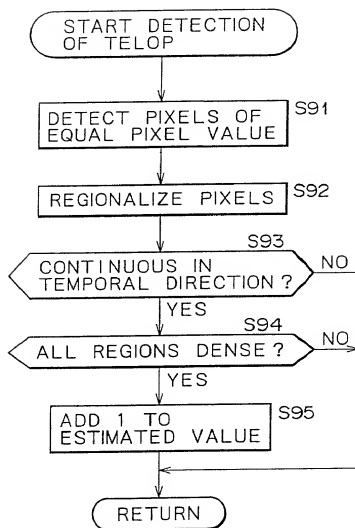 START DETECTION
OF TELOP
DETECT PIXELS OF
EQUAL PIXEL VALUE
S91
REGIONALIZE PIXELS
S92
S93
CONTINUOUS IN
TEMPORAL DIRECTION?
NO
YES
S94
ALL REGIONS DENSE?
NO
YES
ADD 1 TO
ESTIMATED VALUE
S95
RETURN